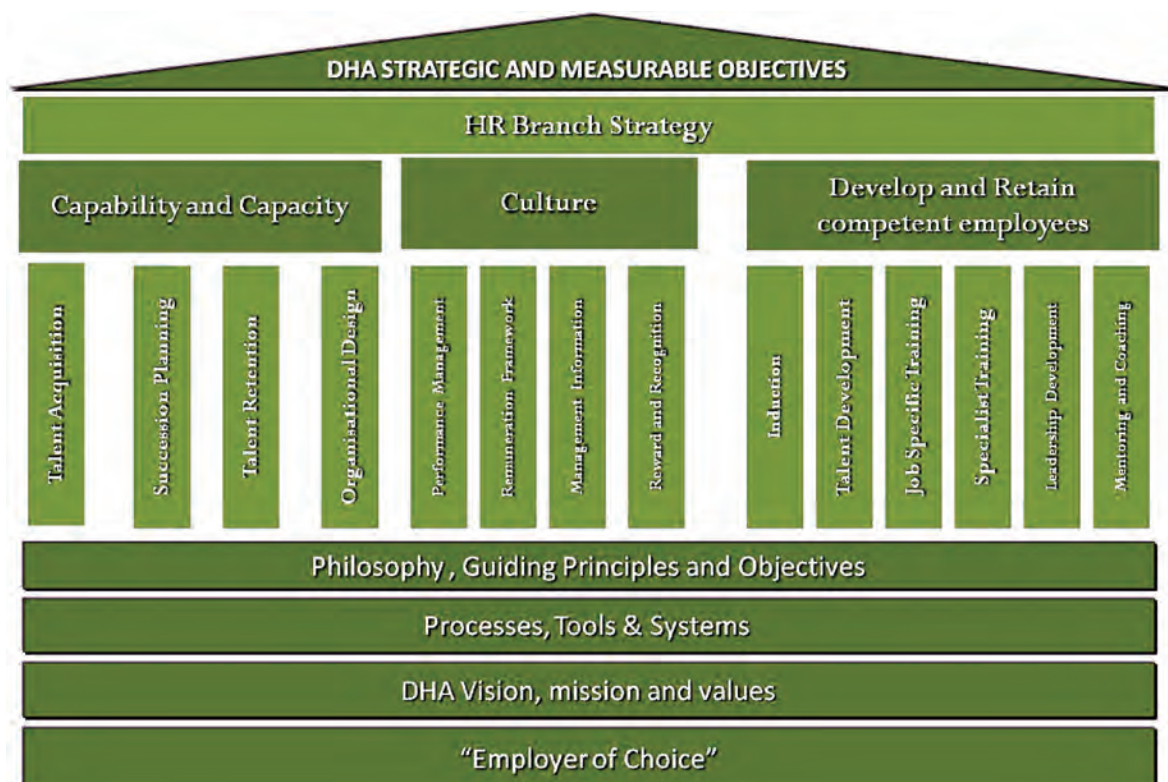 DHA STRATEGIC AND MEASURABLE OBJECTIVES
HR Branch Strategy
Capability and Capacity
Culture
Develop and Retain
competent employees
Talent Acquisition
Succession Planning
Talent Retention
Organisational Design
Performance Management
Remuneration Framework
Management Information
Reward and Recognition
Induction
Talent Development
Job Specific Training
Specialist Training
Leadership Development
Mentoring and Coaching
Philosophy , Guiding Principles and Objectives
Processes, Tools & Systems
DHA Vision, mission and values
“Employer of Choice”